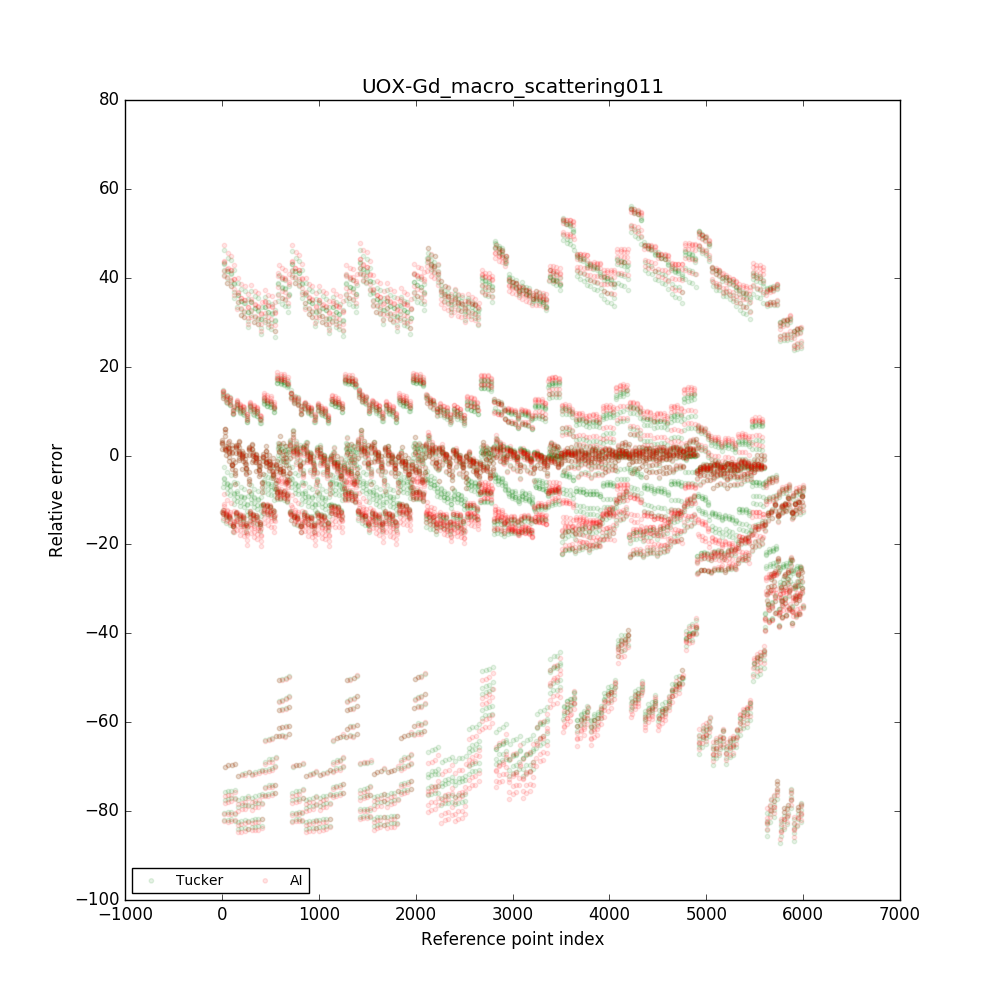 UOX-Gd_macro_scattering011
80
60
40
20
0
−20
−40
−60
−80
−100
Relative error
Tucker AI
−1000 0 1000 2000 3000 4000 5000 6000 7000
Reference point index